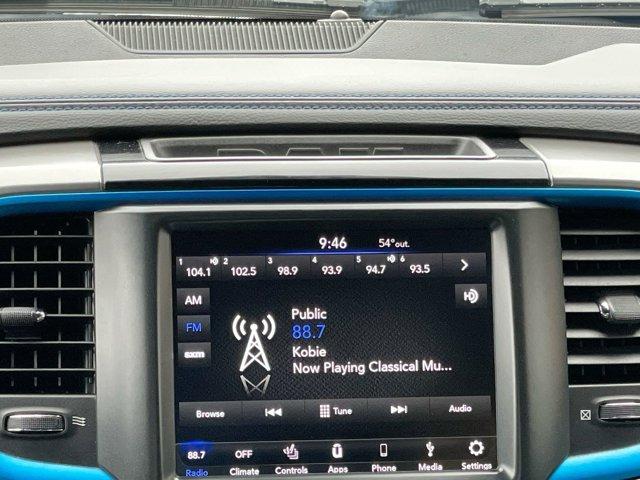 9:46 54°out.
1 104.1 2 102.5 3 98.9 4 93.9 5 94.7 6 93.5
AM
FM
sxm
Public
88.7
Kobie
Now Playing Classical Mu...
Browse Tune Audio
88.7 OFF
Radio Climate Controls Apps Phone Media Settings